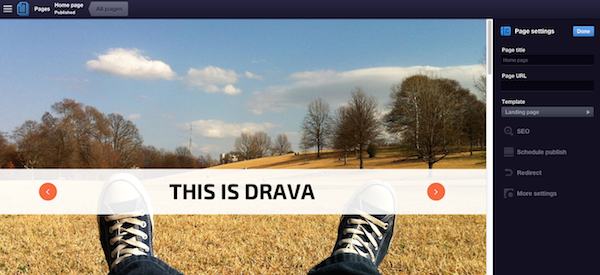 Pages
Home page
Published
All pages
Page settings
Done
Page title
Home page
Page URL
Template
Landing page
SEO
Schedule publish
Redirect
More settings
THIS IS DRAVA